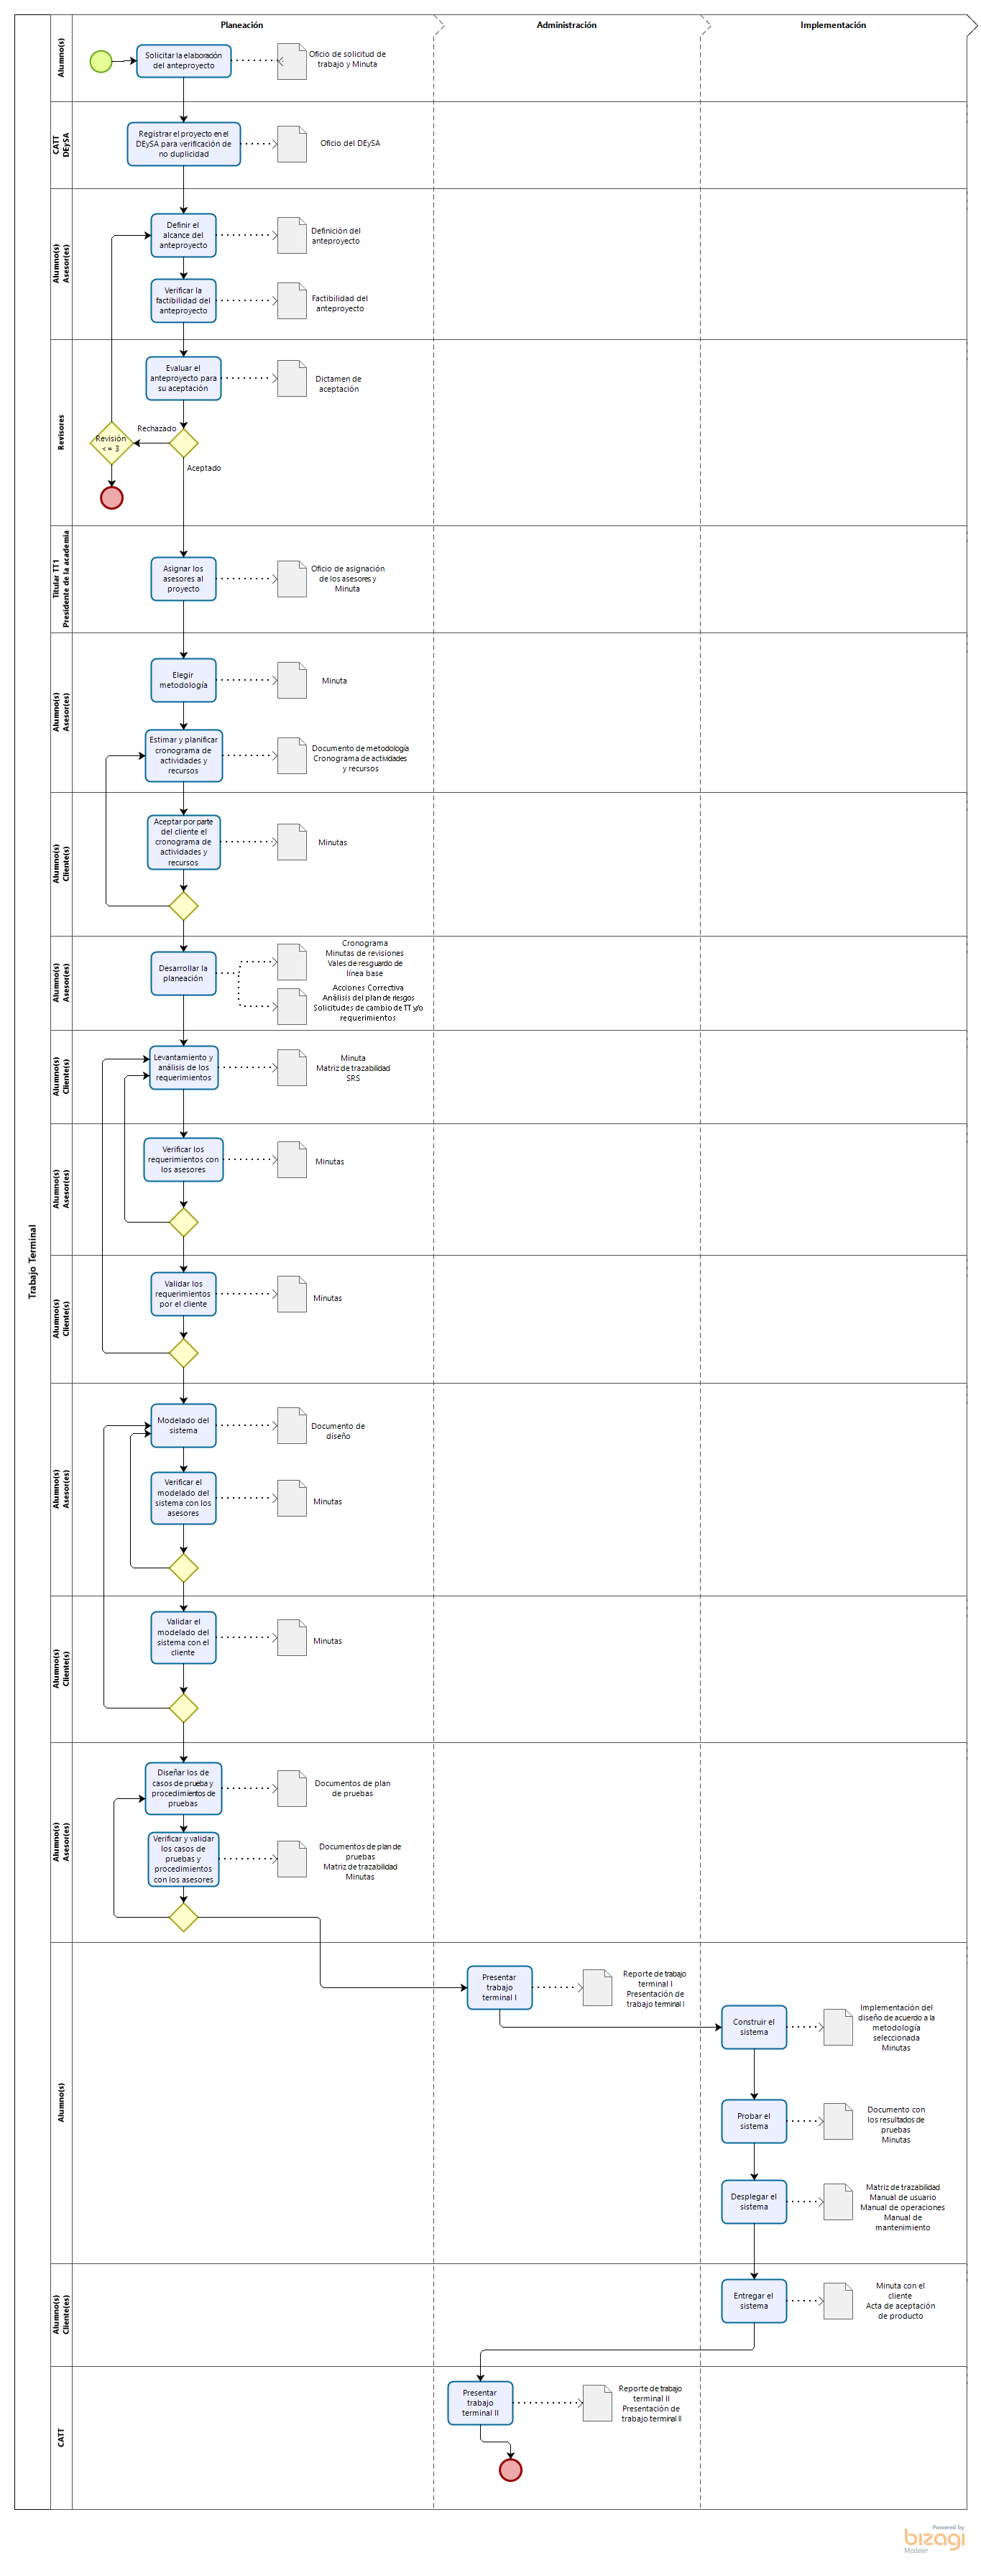 Planeación
Administración
Implementación
Trabajo Terminal
Alumno(s)
Solicitar la elaboración
del anteproyecto
Oficio de solicitud de
trabajo y Minuta
CATT
DEySA
Registrar el proyecto en el
DEySA para verificación de
no duplicidad
Oficio del DEySA
Alumno(s)
Asesor(es)
Definir el
alcance del
anteproyecto
Definición del
anteproyecto
Verificar la
factibilidad del
anteproyecto
Factibilidad del
anteproyecto
Revisores
Evaluar el
anteproyecto para
su aceptación
Dictamen de
aceptación
Rechazado
Revisión
<= 3
Aceptado
Titular TT1
Presidente de la academia
Asignar los
asesores al
proyecto
Oficio de asignación
de los asesores y
Minuta
Alumno(s)
Asesor(es)
Elegir
metodología
Minuta
Estimar y planificar
cronograma de
actividades y
recursos
Documento de metodología
Cronograma de actividades
y recursos
Alumno(s)
Cliente(s)
Aceptar por parte
del cliente el
cronograma de
actividades y
recursos
Minutas
Alumno(s)
Asesor(es)
Desarrollar la
planeación
Cronograma
Minutas de revisiones
Vales de resguardo de
línea base
Acciones Correctiva
Análisis del plan de riesgos
Solicitudes de cambio de TT y/o
requerimientos
Alumno(s)
Cliente(s)
Levantamiento y
análisis de los
requerimientos
Minuta
Matriz de trazabilidad
SRS
Alumno(s)
Asesor(es)
Verificar los
requerimientos con
los asesores
Minutas
Alumno(s)
Cliente(s)
Validar los
requerimientos
por el cliente
Minutas
Alumno(s)
Asesor(es)
Modelado del
sistema
Documento de
diseño
Verificar el
modelado del
sistema con los
asesores
Minutas
Alumno(s)
Cliente(s)
Validar el
modelado del
sistema con el
cliente
Minutas
Alumno(s)
Asesor(es)
Diseñar los de
casos de prueba y
procedimientos de
pruebas
Documentos de plan
de pruebas
Verificar y validar
los casos de
pruebas y
procedimientos
con los asesores
Documentos de plan de
pruebas
Matriz de trazabilidad
Minutas
Alumno(s)
Presentar
trabajo
terminal I
Reporte de trabajo
terminal I
Presentación de
trabajo terminal I
Construir el
sistema
Implementación del
diseño de acuerdo a la
metodología
seleccionada
Minutas
Probar el
sistema
Documento con
los resultados de
pruebas
Minutas
Desplegar el
sistema
Matriz de trazabilidad
Manual de usuario
Manual de operaciones
Manual de
mantenimiento
Alumno(s)
Cliente(es)
Entregar el
sistema
Minuta con el
cliente
Acta de aceptación
de producto
CATT
Presentar
trabajo
terminal II
Reporte de trabajo
terminal II
Presentación de
trabajo terminal II
Powered by
bizagi
Modeler